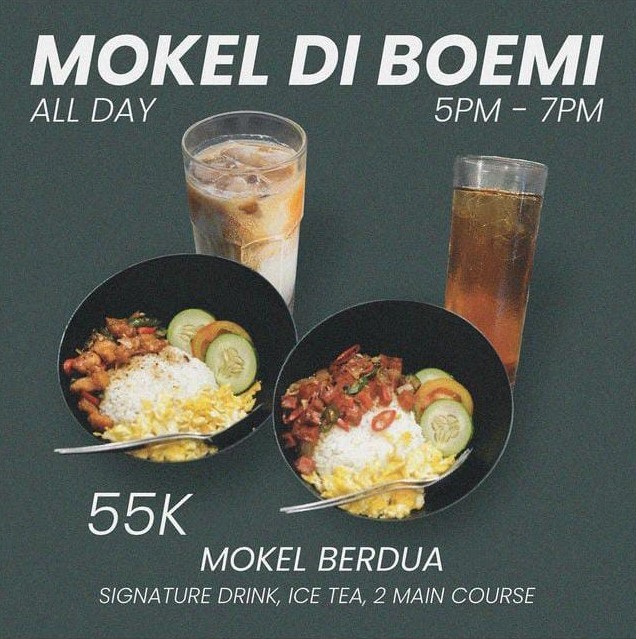 MOKEL DI BOEMI
ALL DAY 5PM - 7PM
55K
MOKEL BERDUA
SIGNATURE DRINK, ICE TEA, 2 MAIN COURSE